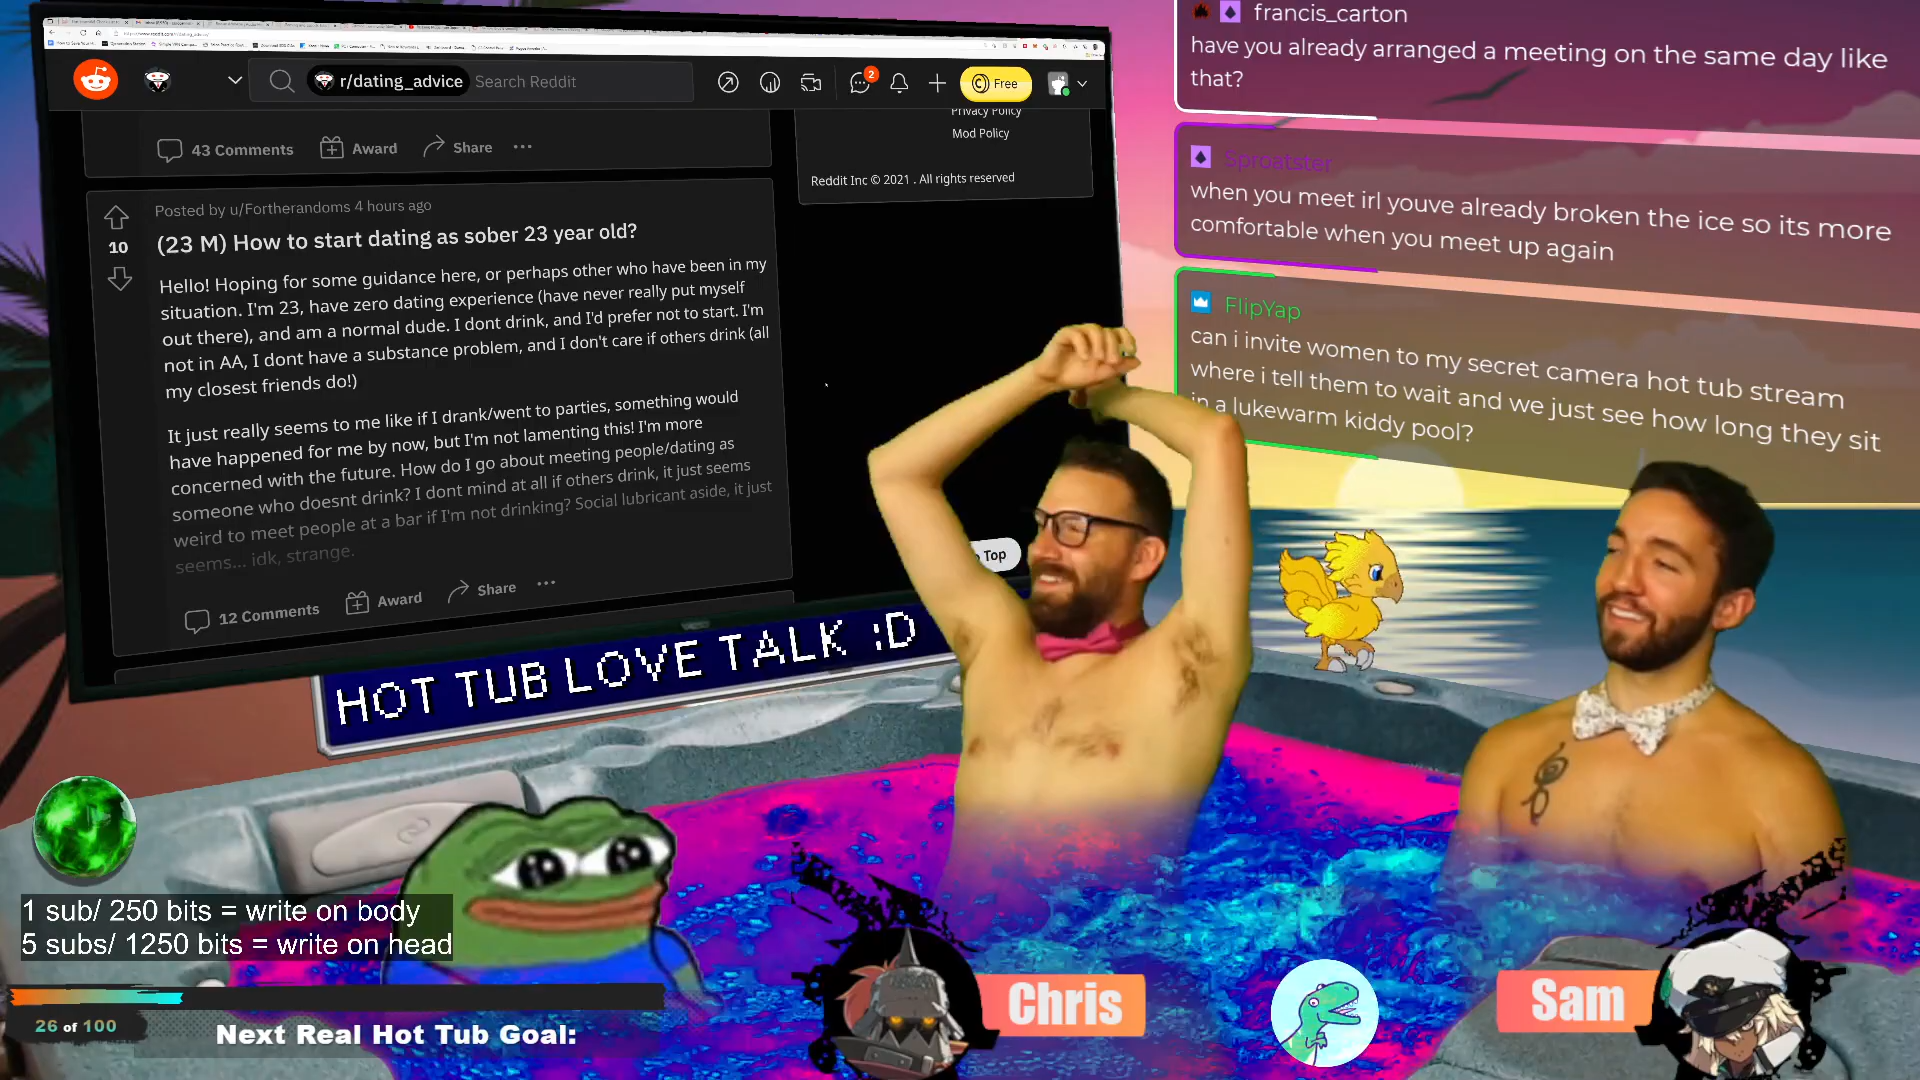 r/dating_advice Search Reddit
2
Free
43 Comments Award Share
Privacy Policy
Mod Policy
Reddit Inc © 2021 . All rights reserved
Posted by u/Fortherandoms 4 hours ago
10
(23 M) How to start dating as sober 23 year old?
Hello! Hoping for some guidance here, or perhaps other who have been in my
situation. I'm 23, have zero dating experience (have never really put myself
out there), and am a normal dude. I dont drink, and I'd prefer not to start. I'm
not in AA, I dont have a substance problem, and I don't care if others drink (all
my closest friends do!)
It just really seems to me like if I drank/went to parties, something would
have happened for me by now, but I'm not lamenting this! I'm more
concerned with the future. How do I go about meeting people/dating as
someone who doesnt drink? I dont mind at all if others drink, it just seems
weird to meet people at a bar if I'm not drinking? Social lubricant aside, it just
seems... idk, strange.
Top
12 Comments Award Share
HOT TUB LOVE TALK :D
francis_carton
have you already arranged a meeting on the same day like
that?
Sproatster
when you meet irl youve already broken the ice so its more
comfortable when you meet up again
FlipYap
can i invite women to my secret camera hot tub stream
where i tell them to wait and we just see how long they sit
in a lukewarm kiddy pool?
1 sub/ 250 bits = write on body
5 subs/ 1250 bits = write on head
26 of 100
Next Real Hot Tub Goal:
Chris
Sam